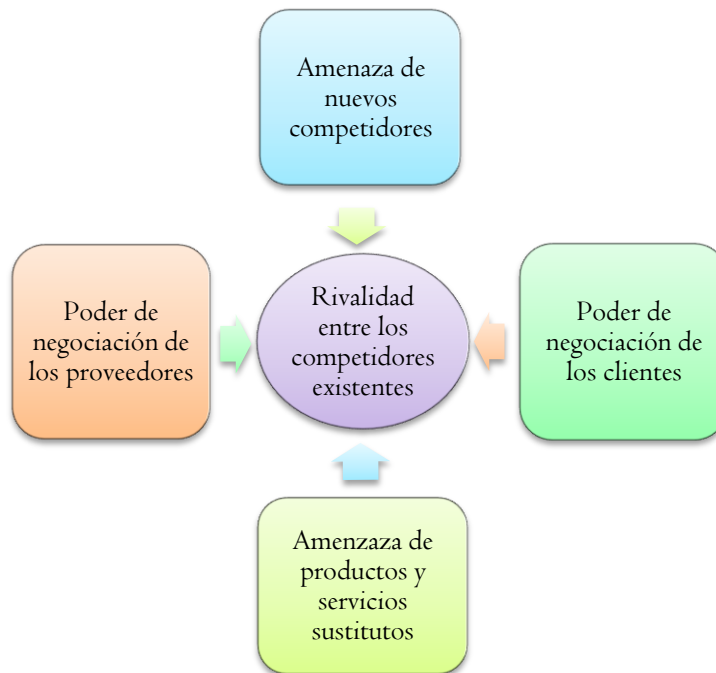 Amenaza de
nuevos
competidores
Poder de
negociación de
los proveedores
Rivalidad
entre los
competidores
existentes
Poder de
negociación de
los clientes
Amenzaza de
productos y
servicios
sustitutos